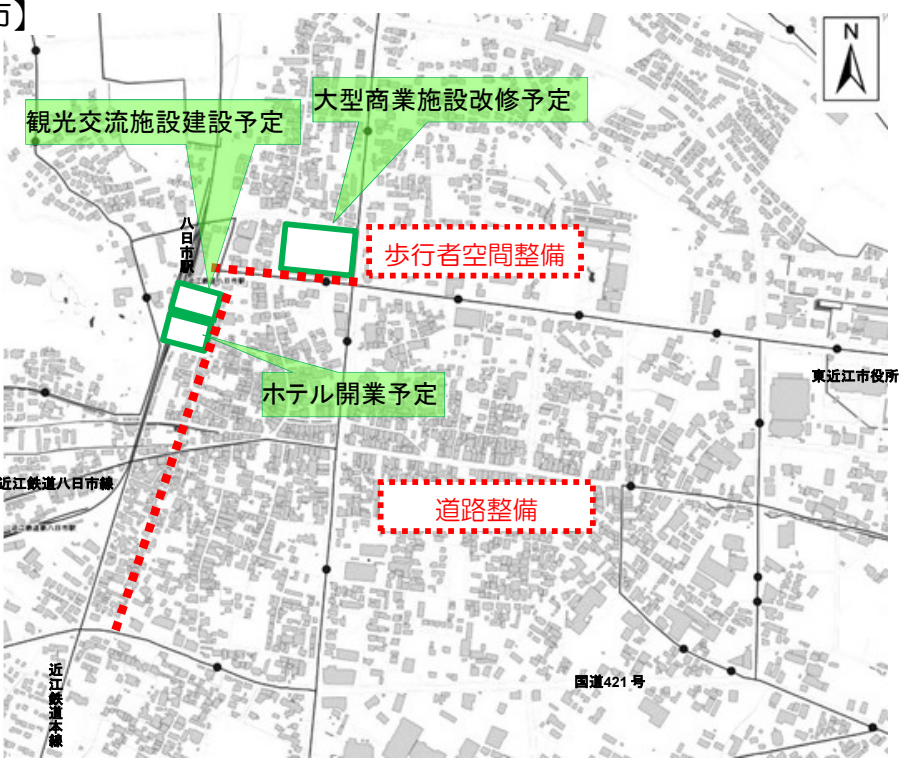 市】
N
大型商業施設改修予定
観光交流施設建設予定
八日市駅
歩行者空間整備
東近江市役所
ホテル開業予定
近江鉄道八日市線
道路整備
国道421号
近江鉄道本線